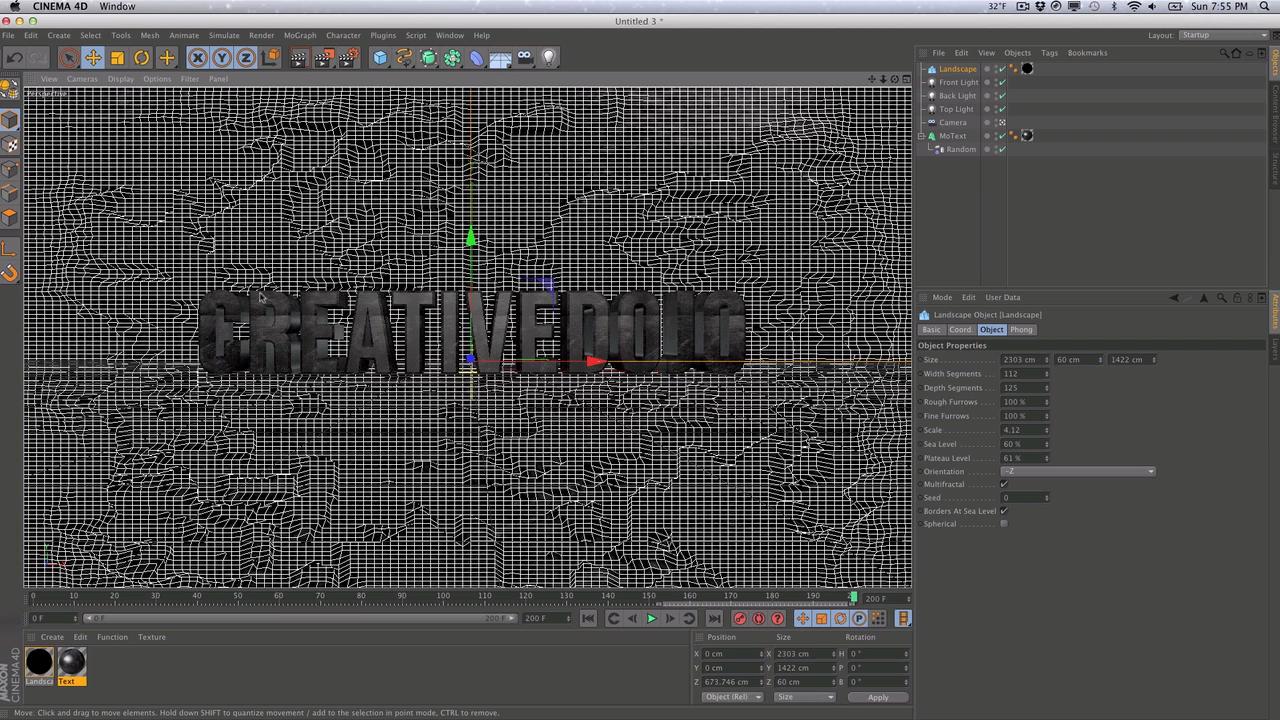 CINEMA 4D Window
32°F Sun 7:55 PM
Untitled 3 *
File Edit Create Select Tools Mesh Animate Simulate Render MoGraph Character Plugins Script Window Help
Layout: Startup
View Cameras Display Options Filter Panel
Perspective
File Edit View Objects Tags Bookmarks
Landscape
Front Light
Back Light
Top Light
Camera
MoText
Random
Objects
Structure
CREATIVEDOJO
Mode Edit User Data
Landscape Object [Landscape]
Basic Coord. Object Phong
Object Properties
Size 2303 cm 60 cm 1422 cm
Width Segments 112
Depth Segments 125
Rough Furrows 100 %
Fine Furrows 100 %
Scale 4.12
Sea Level 60 %
Plateau Level 61 %
Orientation -Z
Multifractal
Seed 0
Borders At Sea Level
Spherical
Attributes
Layers
0 10 20 30 40 50 60 70 80 90 100 110 120 130 140 150 160 170 180 190 200 F
0 F 0 F 200 F 200 F
Create Edit Function Texture
Landsca Text
Position Size Rotation
X 0 cm X 2303 cm H 0 °
Y 0 cm Y 1422 cm P 0 °
Z 673.746 cm Z 60 cm B 0 °
Object (Rel) Size Apply
MAXON CINEMA4D
Move: Click and drag to move elements. Hold down SHIFT to quantize movement / add to the selection in point mode, CTRL to remove.